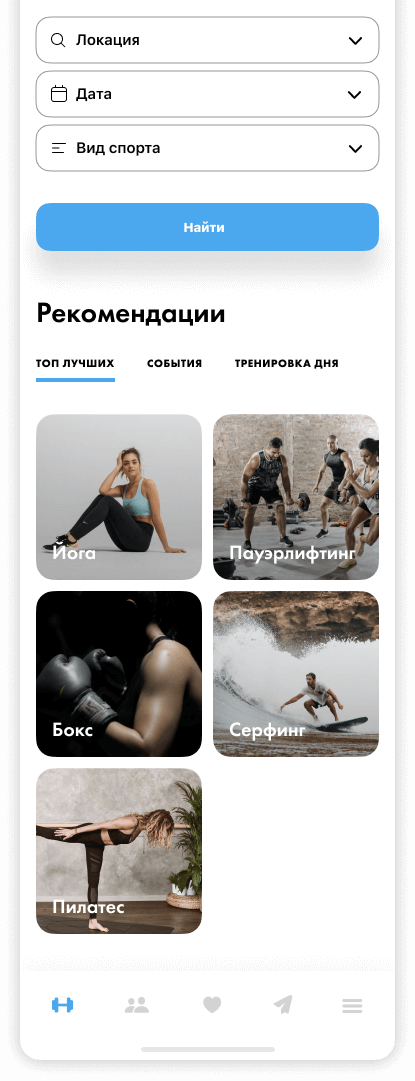 Локация
Дата
Вид спорта
Найти
Рекомендации
ТОП ЛУЧШИХ СОБЫТИЯ ТРЕНИРОВКА ДНЯ
Йога Пауэрлифтинг
Бокс Серфинг
Пилатес